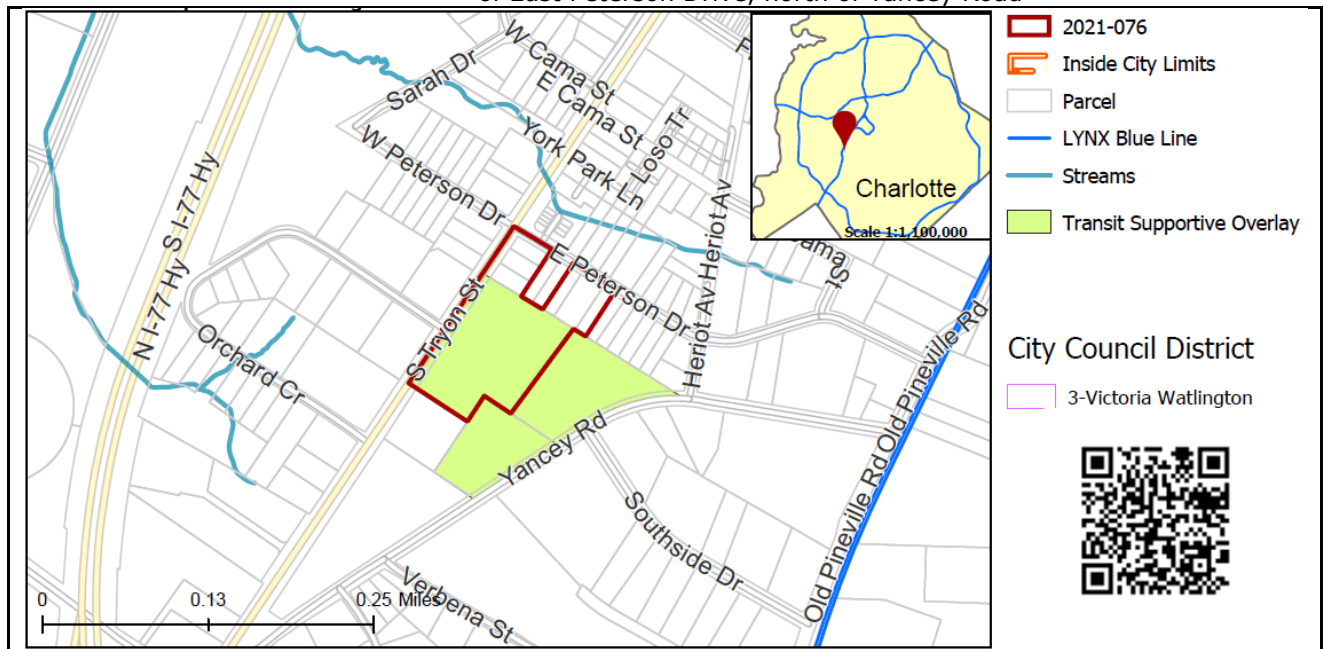 of East Peterson Drive, north of Yancey Road
W Cama St
E Cama St
Sarah Dr
Loso Tr
York Park Ln
W Peterson Dr
E Peterson Dr
Heriot Av
Heriot Av
Cama St
S I-77 Hy
N I-77 Hy
S Tryon St
Orchard Cr
Yancey Rd
Southside Dr
Old Pineville Rd
Old Pineville Rd
Verbena St
0 0.13 0.25 Miles
Charlotte
Scale 1:1,100,000
2021-076
Inside City Limits
Parcel
LYNX Blue Line
Streams
Transit Supportive Overlay
City Council District
3-Victoria Watlington